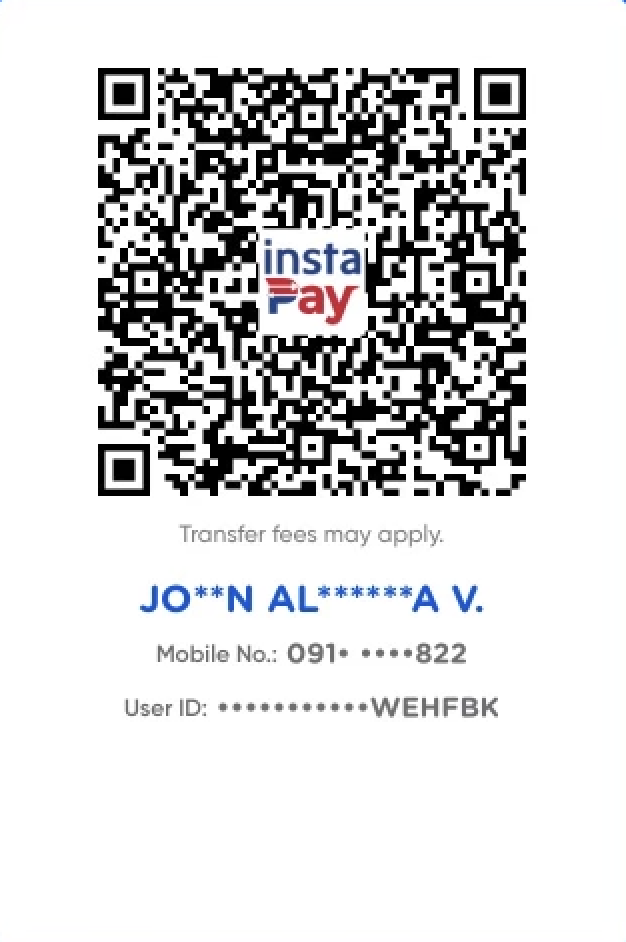 insta
Pay
Transfer fees may apply.
JO**N AL******A V.
Mobile No.: 091• ••••822
User ID: ••••••••••••WEHFBK